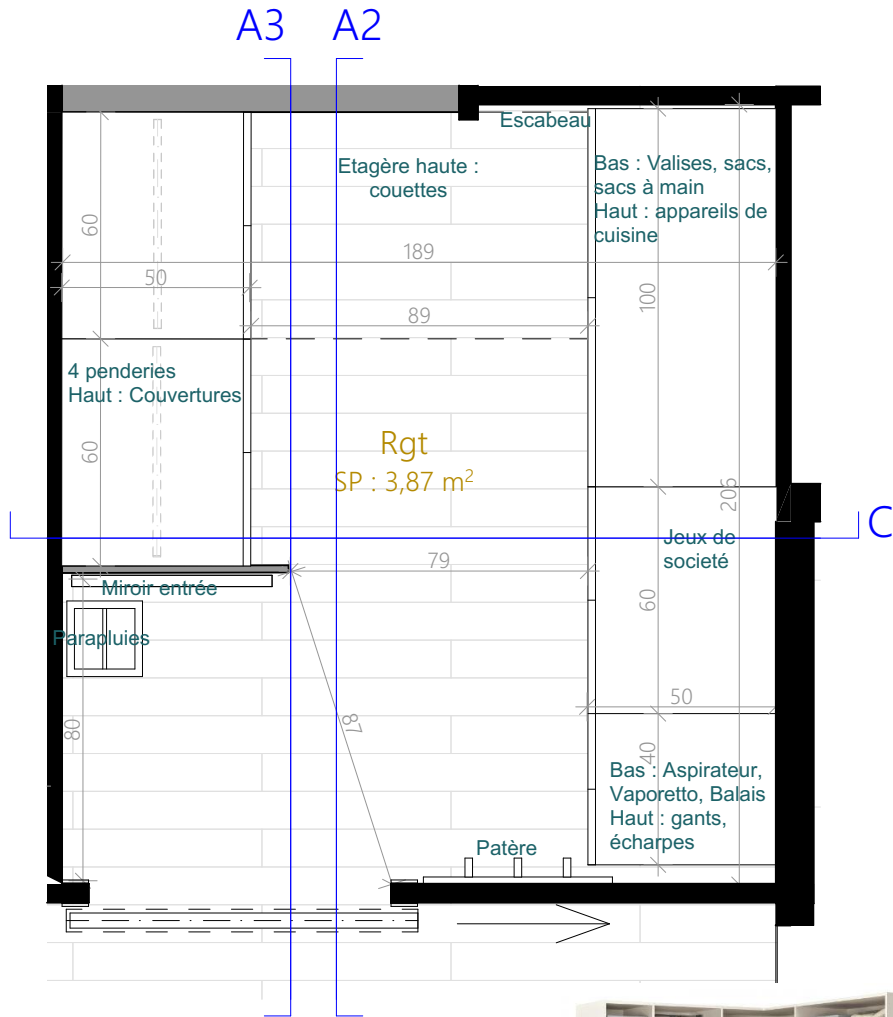 A3
A2
Escabeau
Etagère haute :
couettes
Bas : Valises, sacs,
sacs à main
Haut : appareils de
cuisine
60
189
50
100
89
4 penderies
Haut : Couvertures
Rgt
SP : 3,87 m²
60
206
C
Jeux de
societé
79
Miroir entrée
Parapluies
60
50
80
87
40
Bas : Aspirateur,
Vaporetto, Balais
Haut : gants,
écharpes
Patère